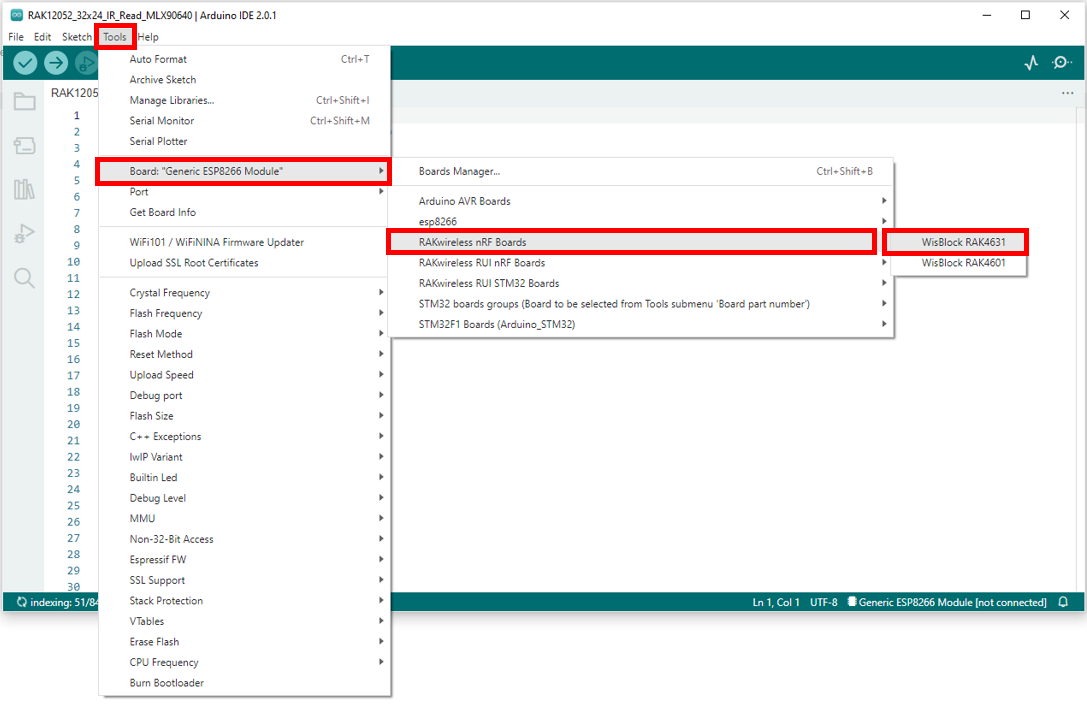 RAK12052_32x24_IR_Read_MLX90640 | Arduino IDE 2.0.1
File Edit Sketch Tools Help
RAK1205
Auto Format Ctrl+T
Archive Sketch
Manage Libraries... Ctrl+Shift+I
Serial Monitor Ctrl+Shift+M
Serial Plotter
Board: "Generic ESP8266 Module"
Port
Get Board Info
WiFi101 / WiFiNINA Firmware Updater
Upload SSL Root Certificates
Crystal Frequency
Flash Frequency
Flash Mode
Reset Method
Upload Speed
Debug port
Flash Size
C++ Exceptions
lwIP Variant
Builtin Led
Debug Level
MMU
Non-32-Bit Access
Espressif FW
SSL Support
Stack Protection
VTables
Erase Flash
CPU Frequency
Burn Bootloader
Boards Manager... Ctrl+Shift+B
Arduino AVR Boards
esp8266
RAKwireless nRF Boards
RAKwireless RUI nRF Boards
RAKwireless RUI STM32 Boards
STM32 boards groups (Board to be selected from Tools submenu 'Board part number')
STM32F1 Boards (Arduino_STM32)
WisBlock RAK4631
WisBlock RAK4601
1
2
3
4
5
6
7
8
9
10
11
12
13
14
15
16
17
18
19
20
21
22
23
24
25
26
27
28
29
30
indexing: 51/84
Ln 1, Col 1 UTF-8 Generic ESP8266 Module [not connected]